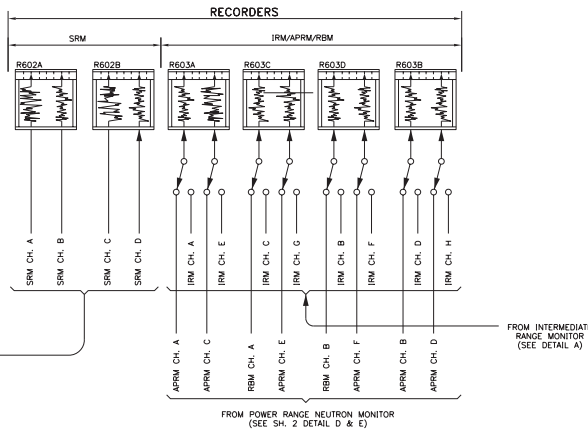 RECORDERS
SRM
IRM/APRM/RBM
R602A
R602B
R603A
R603C
R603D
R603B
SRM CH. A
SRM CH. B
SRM CH. C
SRM CH. D
IRM CH. A
IRM CH. E
IRM CH. C
IRM CH. G
IRM CH. B
IRM CH. F
IRM CH. D
IRM CH. H
FROM INTERMEDIAT
RANGE MONITOR
(SEE DETAIL A)
APRM CH. A
APRM CH. C
RBM CH. A
APRM CH. E
RBM CH. B
APRM CH. F
APRM CH. B
APRM CH. D
FROM POWER RANGE NEUTRON MONITOR
(SEE SH. 2 DETAIL D & E)